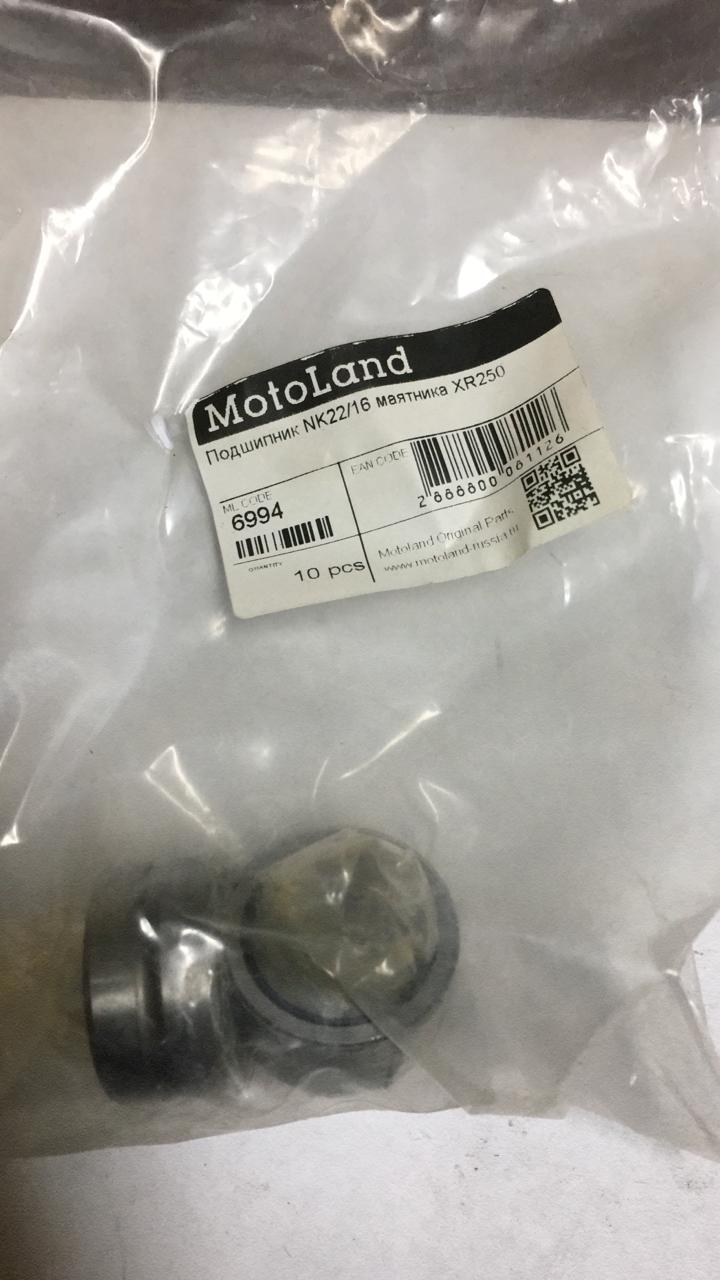 MotoLand
Подшипник NK22/16 маятника XR250
ML CODE
6994
EAN CODE
2 888800 061126
QUANTITY
10 pcs
Motoland Original Parts
www.motoland-russia.ru